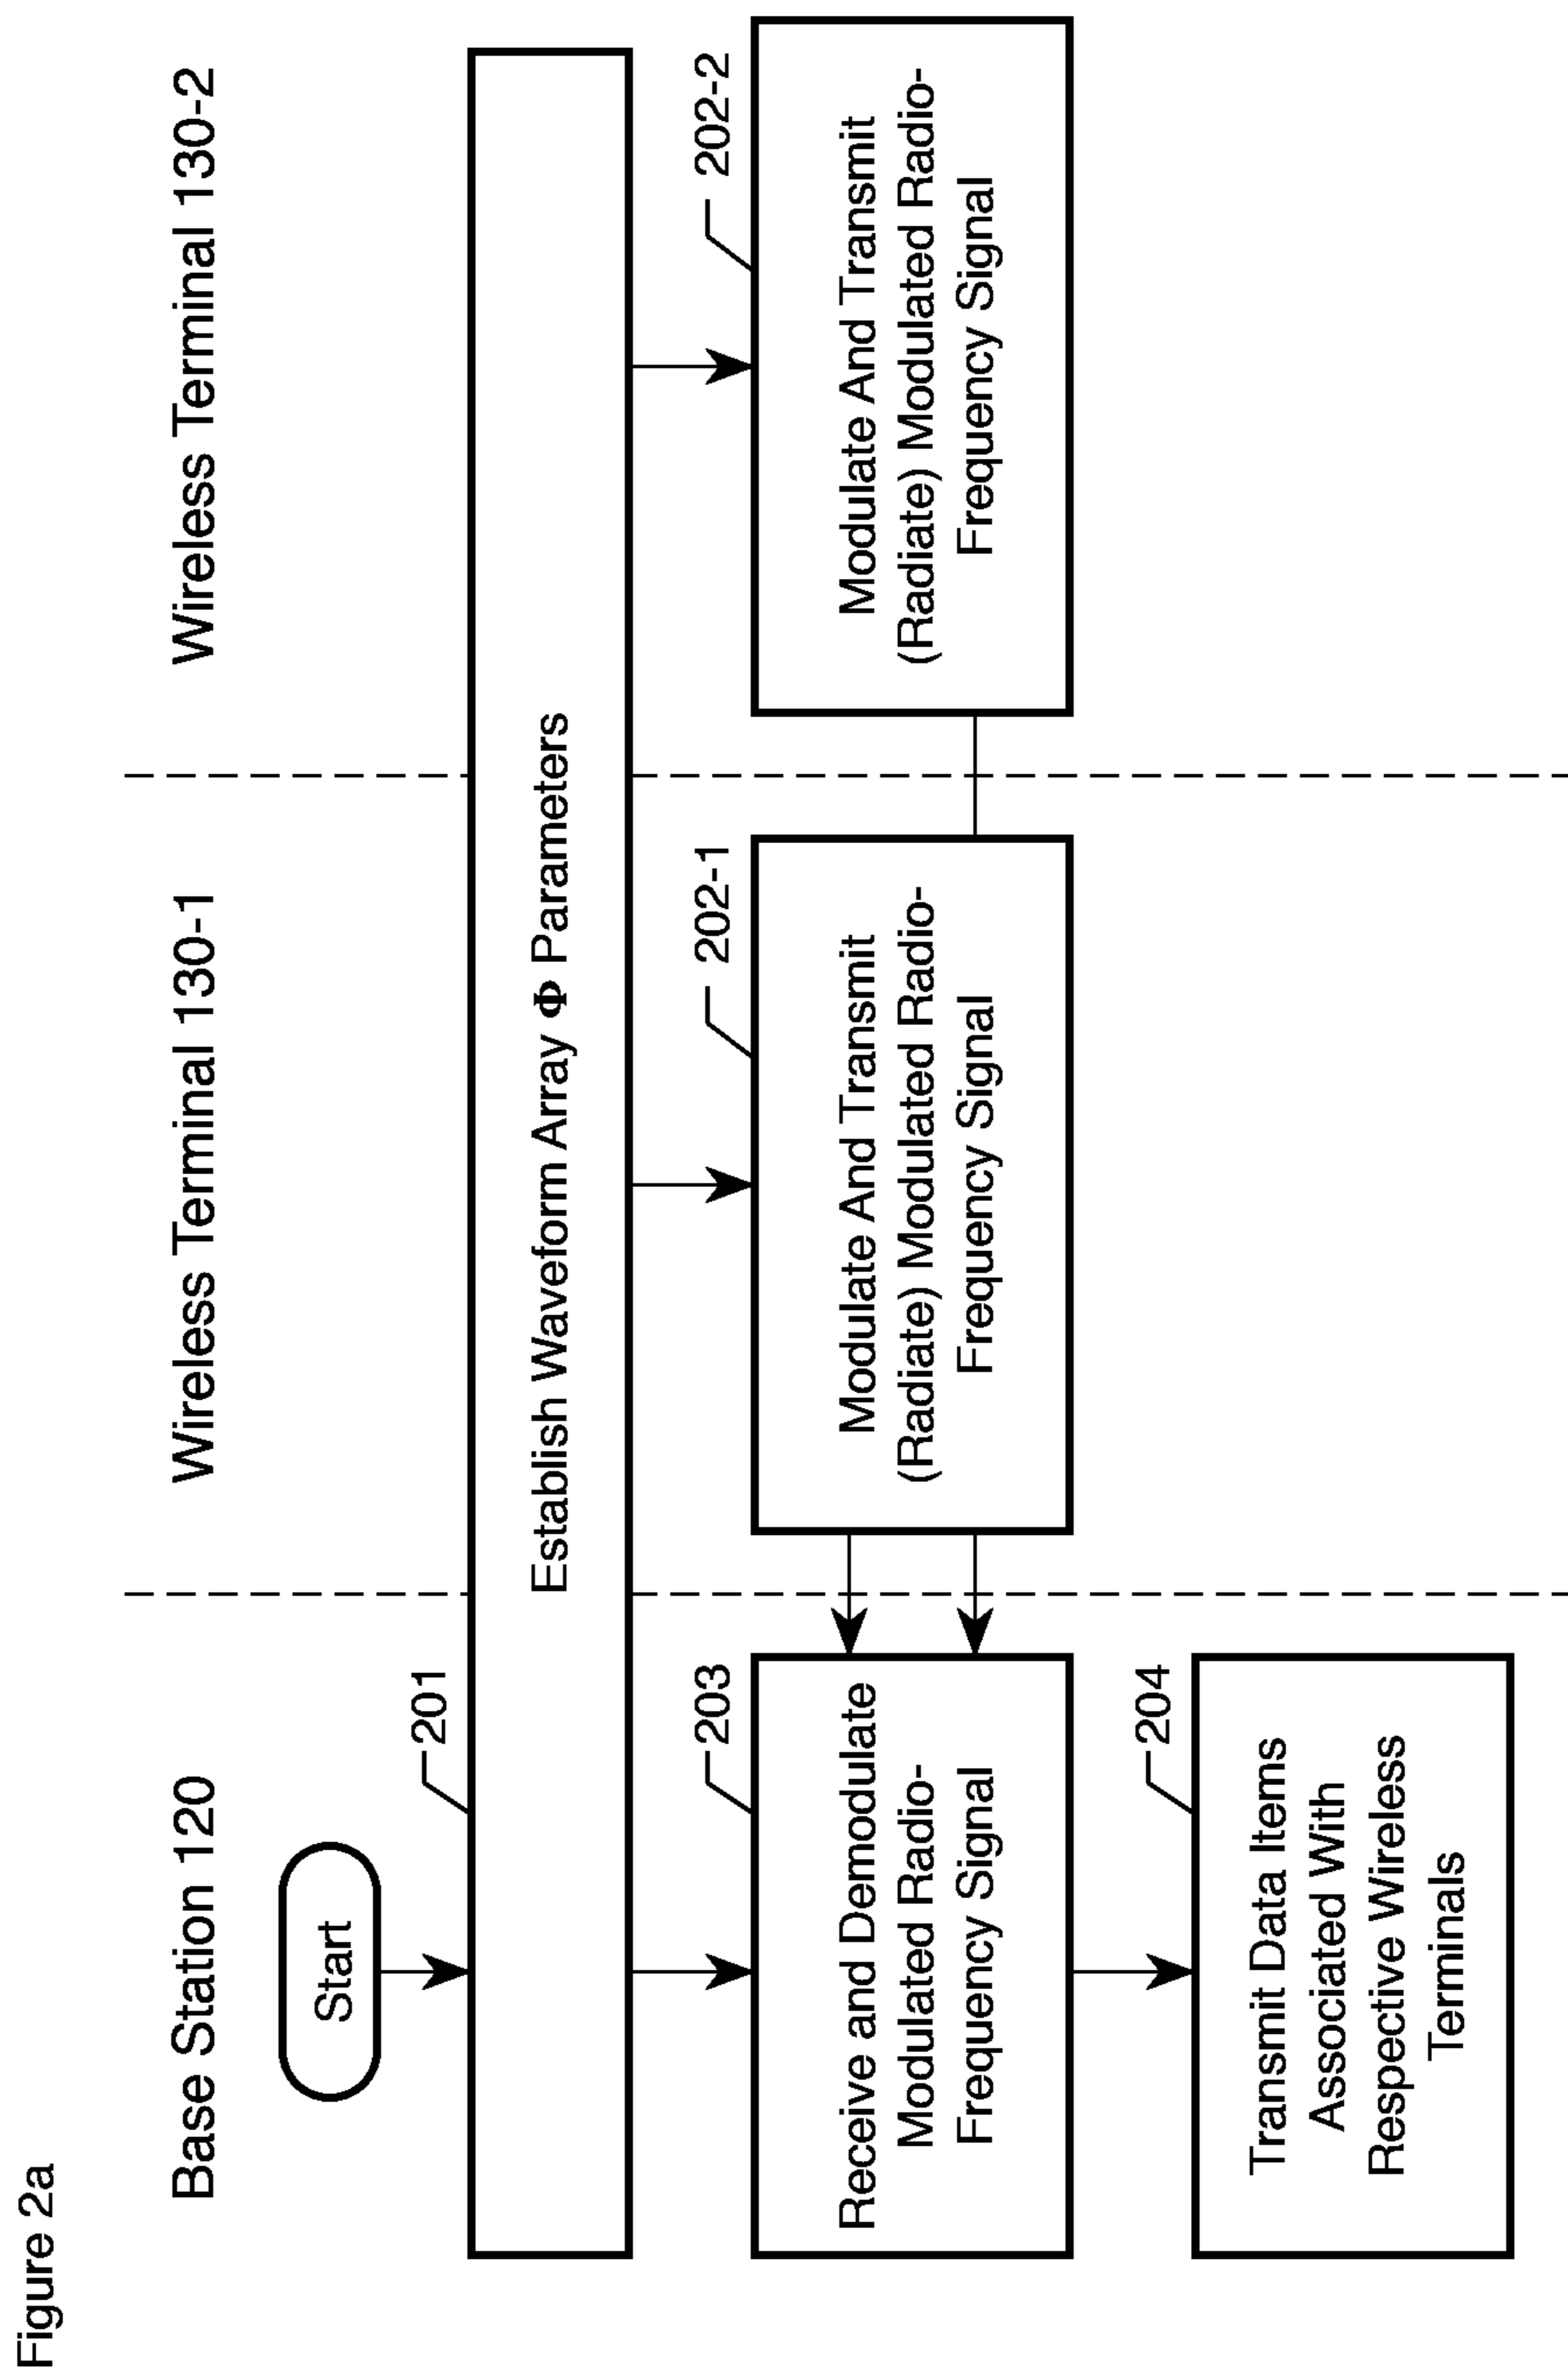 Figure 2a
Base Station 120
Wireless Terminal 130-1
Wireless Terminal 130-2
Start
201
Establish Waveform Array Φ Parameters
203
202-1
202-2
Receive and Demodulate
Modulated Radio-
Frequency Signal
Modulate And Transmit
(Radiate) Modulated Radio-
Frequency Signal
Modulate And Transmit
(Radiate) Modulated Radio-
Frequency Signal
204
Transmit Data Items
Associated With
Respective Wireless
Terminals